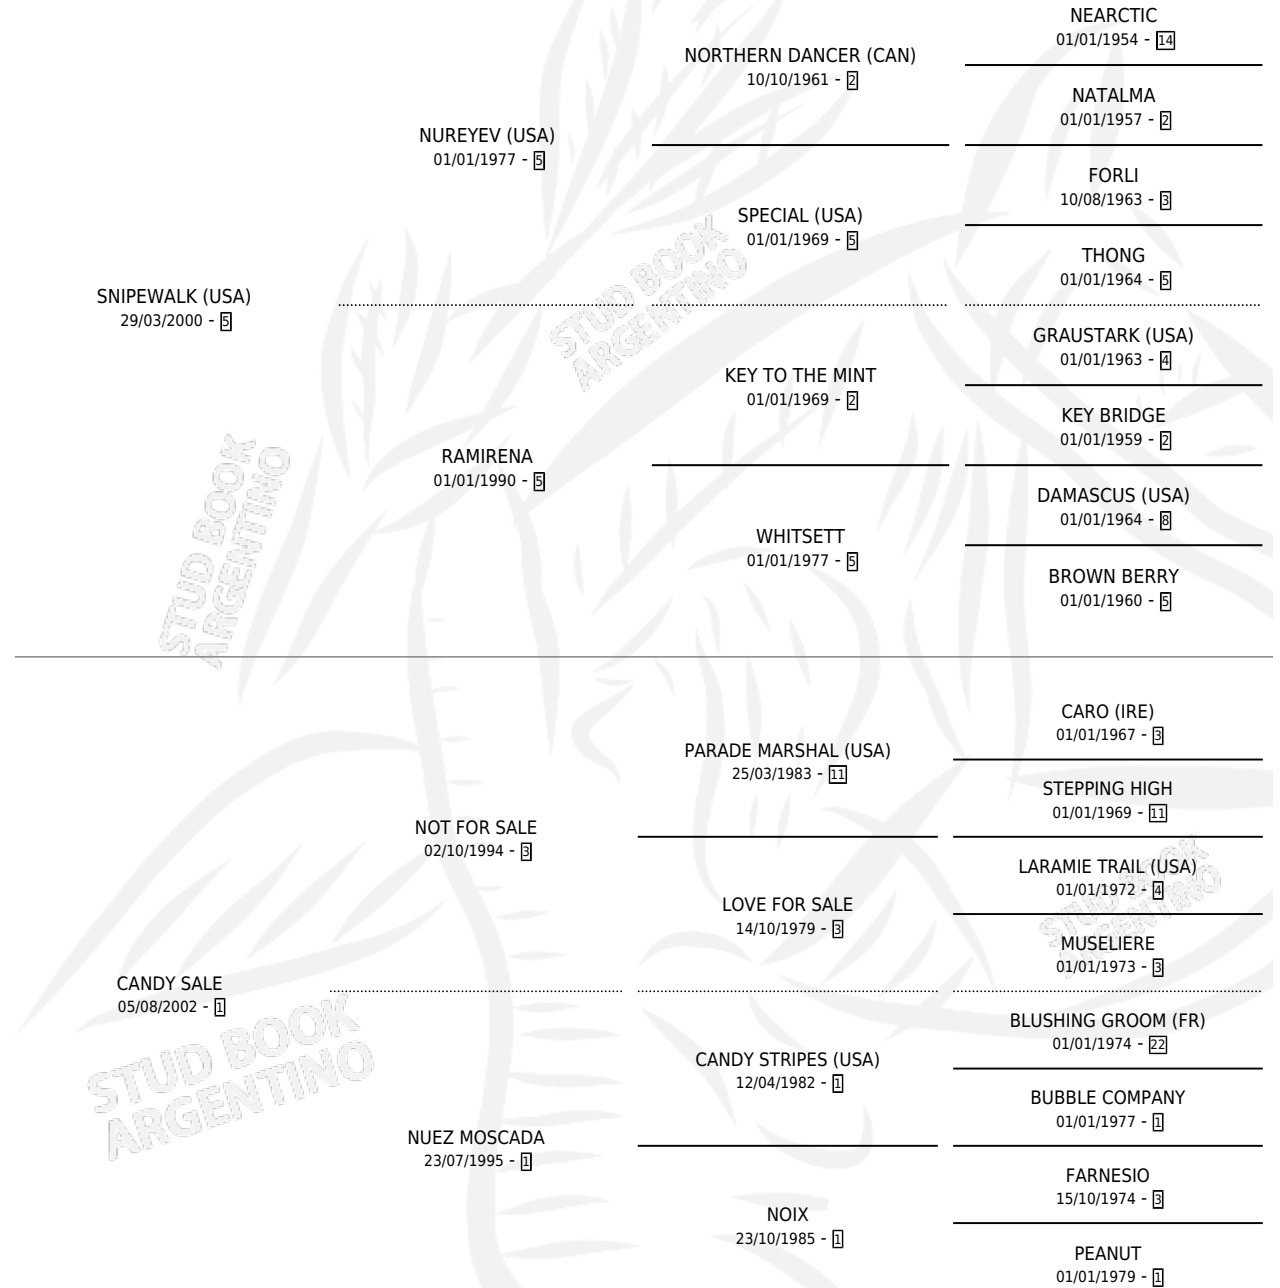 NEARCTIC
01/01/1954 - 14
NORTHERN DANCER (CAN)
10/10/1961 - 2
NATALMA
01/01/1957 - 2
NUREYEV (USA)
01/01/1977 - 5
FORLI
10/08/1963 - 3
SPECIAL (USA)
01/01/1969 - 5
THONG
01/01/1964 - 5
SNIPEWALK (USA)
29/03/2000 - 5
GRAUSTARK (USA)
01/01/1963 - 4
KEY TO THE MINT
01/01/1969 - 2
KEY BRIDGE
01/01/1959 - 2
RAMIRENA
01/01/1990 - 5
DAMASCUS (USA)
01/01/1964 - 8
WHITSETT
01/01/1977 - 5
BROWN BERRY
01/01/1960 - 5
CARO (IRE)
01/01/1967 - 3
PARADE MARSHAL (USA)
25/03/1983 - 11
STEPPING HIGH
01/01/1969 - 11
NOT FOR SALE
02/10/1994 - 3
LARAMIE TRAIL (USA)
01/01/1972 - 4
LOVE FOR SALE
14/10/1979 - 3
MUSELIERE
01/01/1973 - 3
CANDY SALE
05/08/2002 - 1
BLUSHING GROOM (FR)
01/01/1974 - 22
CANDY STRIPES (USA)
12/04/1982 - 1
BUBBLE COMPANY
01/01/1977 - 1
NUEZ MOSCADA
23/07/1995 - 1
FARNESIO
15/10/1974 - 3
NOIX
23/10/1985 - 1
PEANUT
01/01/1979 - 1
STUD BOOK
ARGENTINO
STUD BOOK
ARGENTINO
STUD BOOK
ARGENTINO
STUD BOOK
ARGENTINO